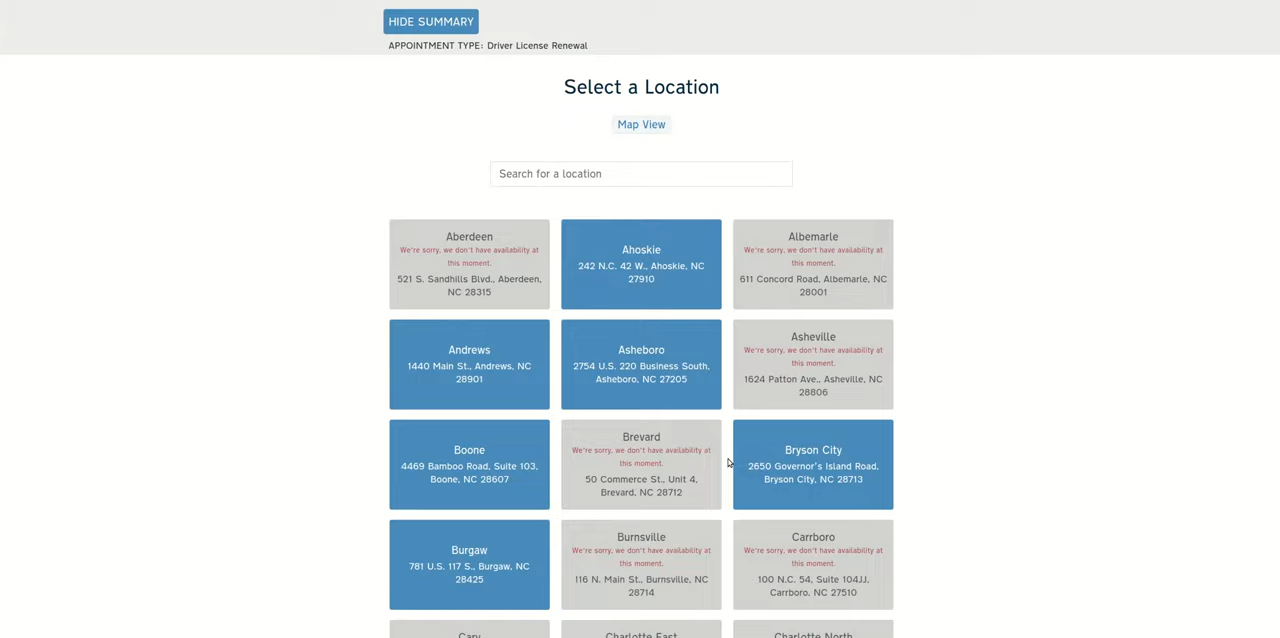 HIDE SUMMARY
APPOINTMENT TYPE: Driver License Renewal
Select a Location
Map View
Search for a location
Aberdeen
We're sorry, we don't have availability at
this moment.
521 S. Sandhills Blvd., Aberdeen,
NC 28315
Ahoskie
242 N.C. 42 W., Ahoskie, NC
27910
Albemarle
We're sorry, we don't have availability at
this moment.
611 Concord Road, Albemarle, NC
28001
Andrews
1440 Main St., Andrews, NC
28901
Asheboro
2754 U.S. 220 Business South,
Asheboro, NC 27205
Asheville
We're sorry, we don't have availability at
this moment.
1624 Patton Ave., Asheville, NC
28806
Boone
4469 Bamboo Road, Suite 103,
Boone, NC 28607
Brevard
We're sorry, we don't have availability at
this moment.
50 Commerce St., Unit 4,
Brevard, NC 28712
Bryson City
2650 Governor's Island Road,
Bryson City, NC 28713
Burgaw
781 U.S. 117 S., Burgaw, NC
28425
Burnsville
We're sorry, we don't have availability at
this moment.
116 N. Main St., Burnsville, NC
28714
Carrboro
We're sorry, we don't have availability at
this moment.
100 N.C. 54, Suite 104JJ,
Carrboro, NC 27510
Cary
Charlotte East
Charlotte North